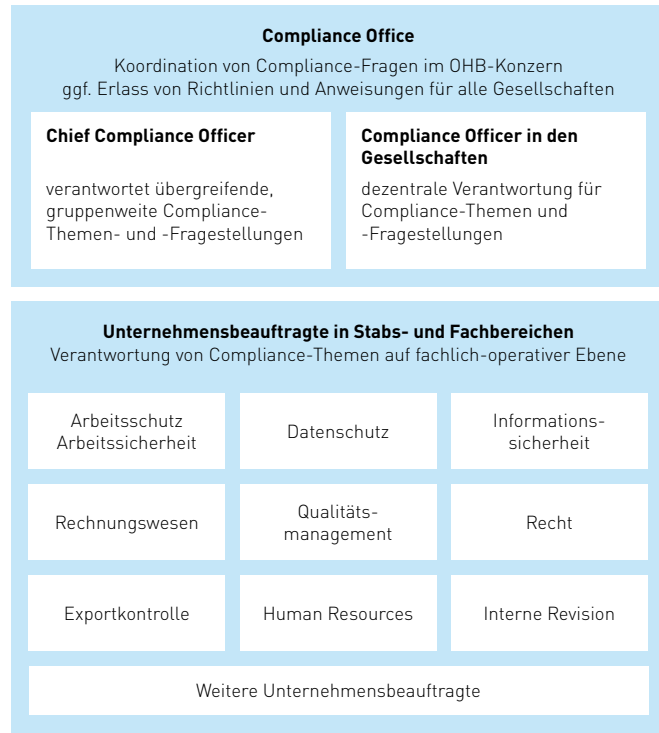 Compliance Office
Koordination von Compliance-Fragen im OHB-Konzern
ggf. Erlass von Richtlinien und Anweisungen für alle Gesellschaften
Chief Compliance Officer
verantwortet übergreifende,
gruppenweite Compliance-
Themen- und -Fragestellungen
Compliance Officer in den
Gesellschaften
dezentrale Verantwortung für
Compliance-Themen und
-Fragestellungen
Unternehmensbeauftragte in Stabs- und Fachbereichen
Verantwortung von Compliance-Themen auf fachlich-operativer Ebene
Arbeitsschutz
Arbeitssicherheit
Datenschutz
Informations-
sicherheit
Rechnungswesen
Qualitäts-
management
Recht
Exportkontrolle
Human Resources
Interne Revision
Weitere Unternehmensbeauftragte